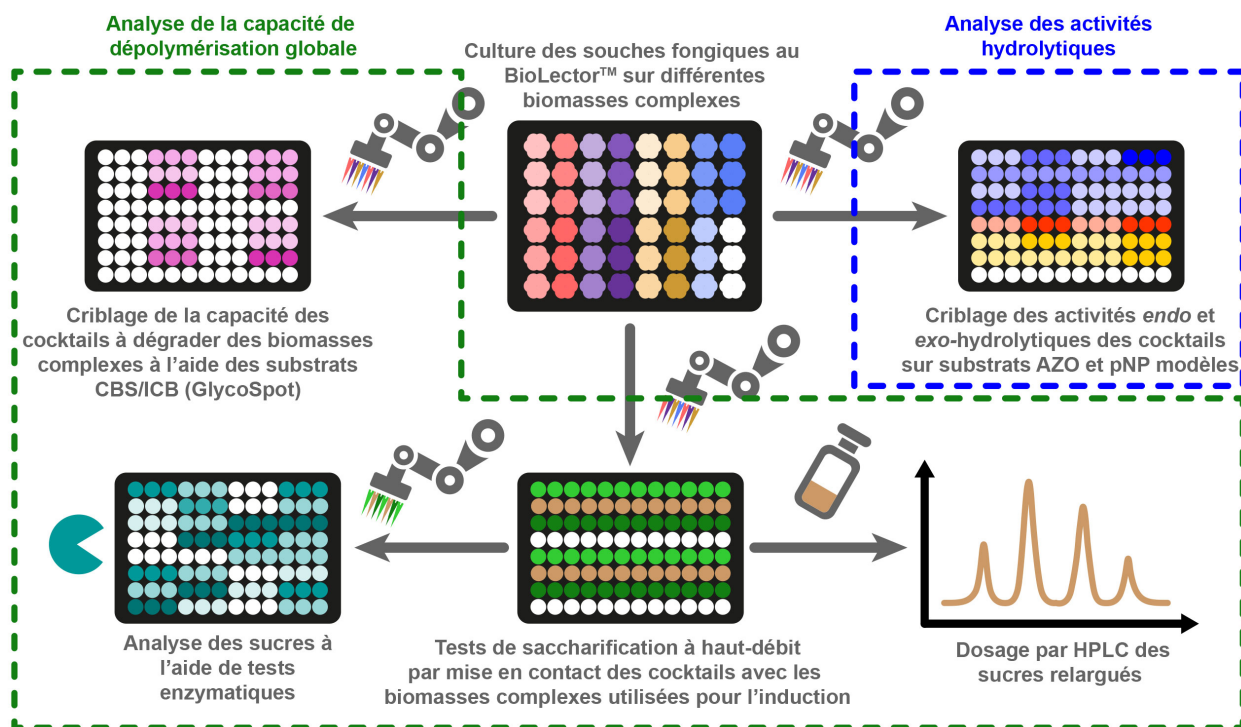 Analyse de la capacité de
dépolymérisation globale
Culture des souches fongiques au
BioLector™ sur différentes
biomasses complexes
Analyse des activités
hydrolytiques
Criblage de la capacité des
cocktails à dégrader des biomasses
complexes à l’aide des substrats
CBS/ICB (GlycoSpot)
Criblage des activités endo et
exo-hydrolytiques des cocktails
sur substrats AZO et pNP modèles
Analyse des sucres à
l’aide de tests
enzymatiques
Tests de saccharification à haut-débit
par mise en contact des cocktails avec les
biomasses complexes utilisées pour l’induction
Dosage par HPLC des
sucres relargués